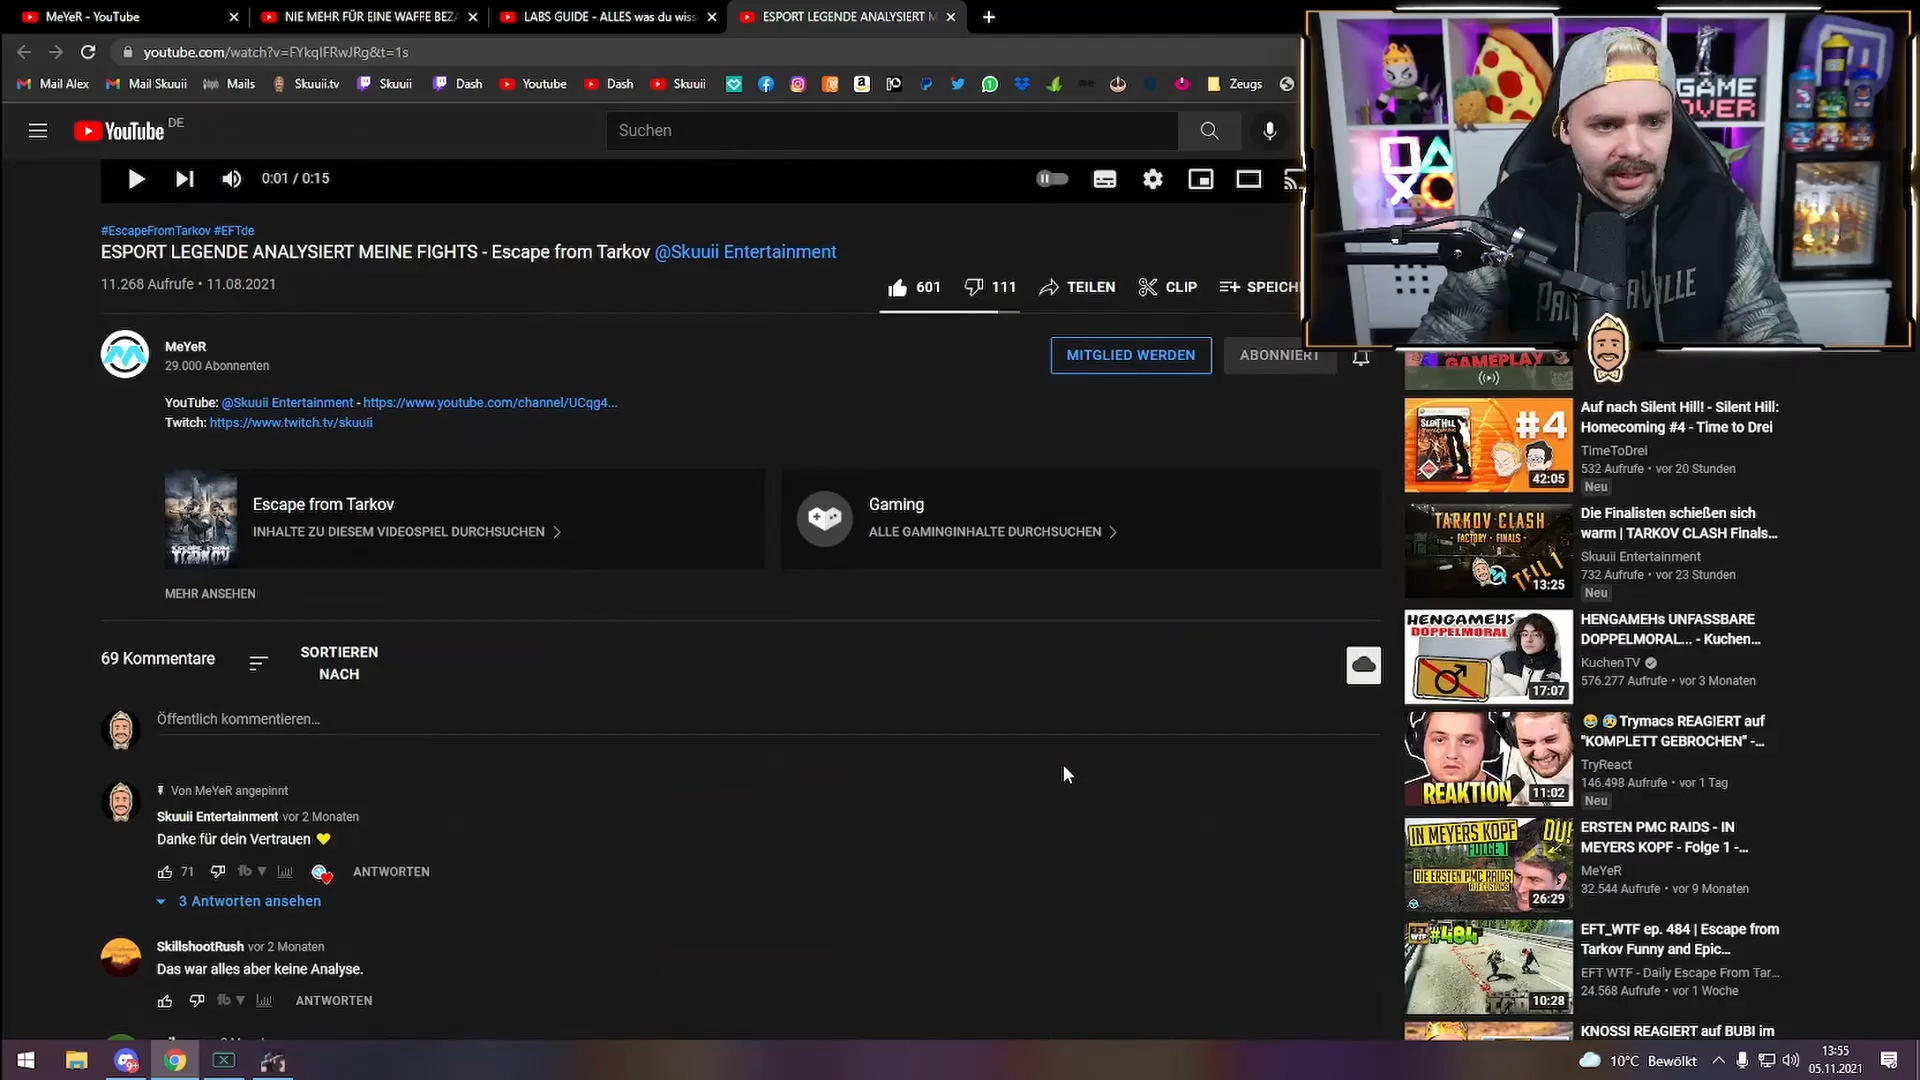 MeYeR - YouTube
NIE MEHR FÜR EINE WAFFE BEZA
LABS GUIDE - ALLES was du wiss
ESPORT LEGENDE ANALYSIERT M
youtube.com/watch?v=FYkqIFRwJRg&t=1s
Mail Alex
Mail Skuuii
Mails
Skuuii.tv
Skuuii
Dash
Youtube
Dash
Skuuii
Zeugs
YouTube DE
Suchen
0:01 / 0:15
#EscapeFromTarkov #EFTde
ESPORT LEGENDE ANALYSIERT MEINE FIGHTS - Escape from Tarkov @Skuuii Entertainment
11.268 Aufrufe • 11.08.2021
601
111
TEILEN
CLIP
SPEICH
MeYeR
29.000 Abonnenten
MITGLIED WERDEN
ABONNIERT
YouTube: @Skuuii Entertainment - https://www.youtube.com/channel/UCqg4...
Twitch: https://www.twitch.tv/skuuii
Escape from Tarkov
INHALTE ZU DIESEM VIDEOSPIEL DURCHSUCHEN
Gaming
ALLE GAMINGINHALTE DURCHSUCHEN
MEHR ANSEHEN
69 Kommentare
SORTIEREN
NACH
Öffentlich kommentieren...
Von MeYeR angepinnt
Skuuii Entertainment vor 2 Monaten
Danke für dein Vertrauen 💛
71
ANTWORTEN
3 Antworten ansehen
SkillshootRush vor 2 Monaten
Das war alles aber keine Analyse.
ANTWORTEN
GAME
OVER
GAMEPLAY
#4
SILENT HILL
42:05
Auf nach Silent Hill! - Silent Hill:
Homecoming #4 - Time to Drei
TimeToDrei
532 Aufrufe • vor 20 Stunden
Neu
TARKOV CLASH
FACTORY - FINALS
TEIL 1
13:25
Die Finalisten schießen sich
warm | TARKOV CLASH Finals...
Skuuii Entertainment
732 Aufrufe • vor 23 Stunden
Neu
HENGAMEHS
DOPPELMORAL
17:07
HENGAMEHs UNFASSBARE
DOPPELMORAL... - Kuchen...
KuchenTV
576.277 Aufrufe • vor 3 Monaten
REAKTION
11:02
😂😰Trymacs REAGIERT auf
"KOMPLETT GEBROCHEN" -...
TryReact
146.498 Aufrufe • vor 1 Tag
Neu
IN MEYERS KOPF
FOLGE 1
DU!
DIE ERSTEN PMC RAIDS
26:29
ERSTEN PMC RAIDS - IN
MEYERS KOPF - Folge 1 -...
MeYeR
32.544 Aufrufe • vor 9 Monaten
#484
10:28
EFT_WTF ep. 484 | Escape from
Tarkov Funny and Epic...
EFT WTF - Daily Escape From Tar...
24.568 Aufrufe • vor 1 Woche
KNOSSI REAGIERT auf BUBI im
10°C Bewölkt
13:55
05.11.2021